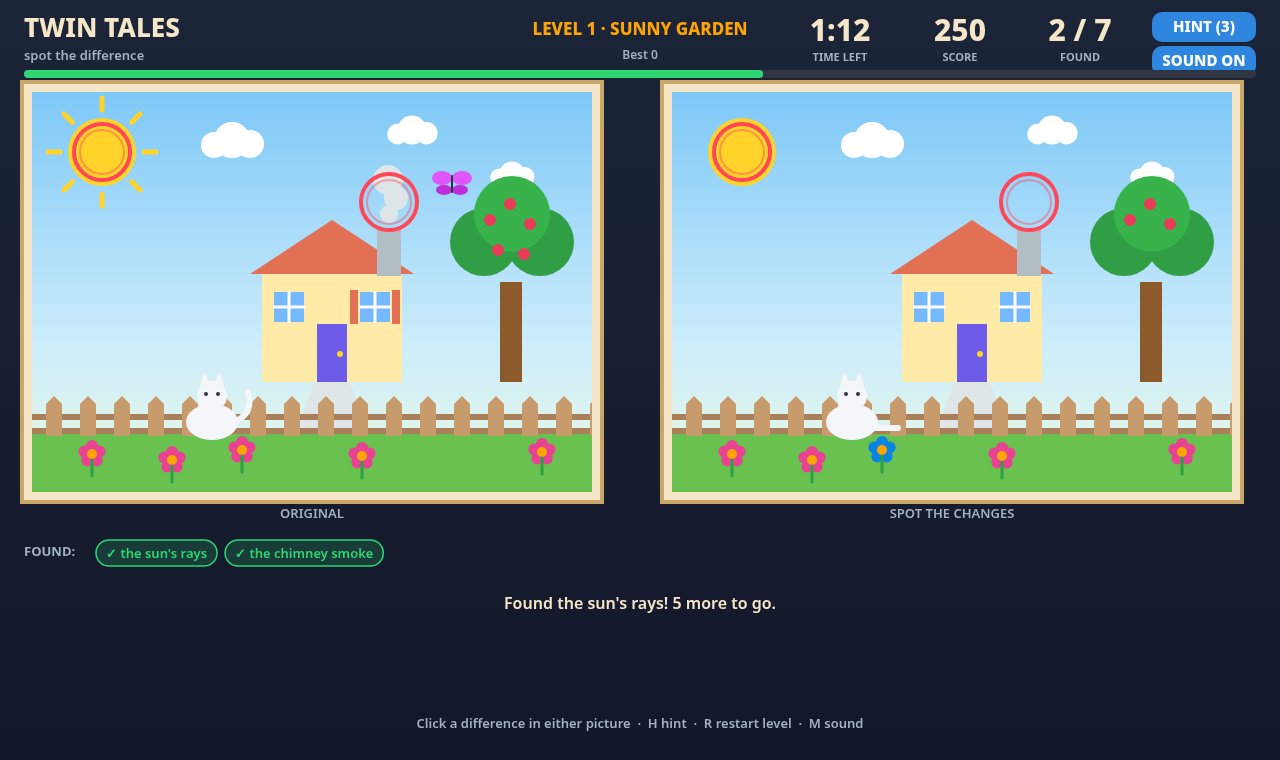 TWIN TALES
spot the difference
LEVEL 1 · SUNNY GARDEN
Best 0
1:12
TIME LEFT
250
SCORE
2 / 7
FOUND
HINT (3)
SOUND ON
ORIGINAL
SPOT THE CHANGES
FOUND:
✓ the sun's rays
✓ the chimney smoke
Found the sun's rays! 5 more to go.
Click a difference in either picture · H hint · R restart level · M sound